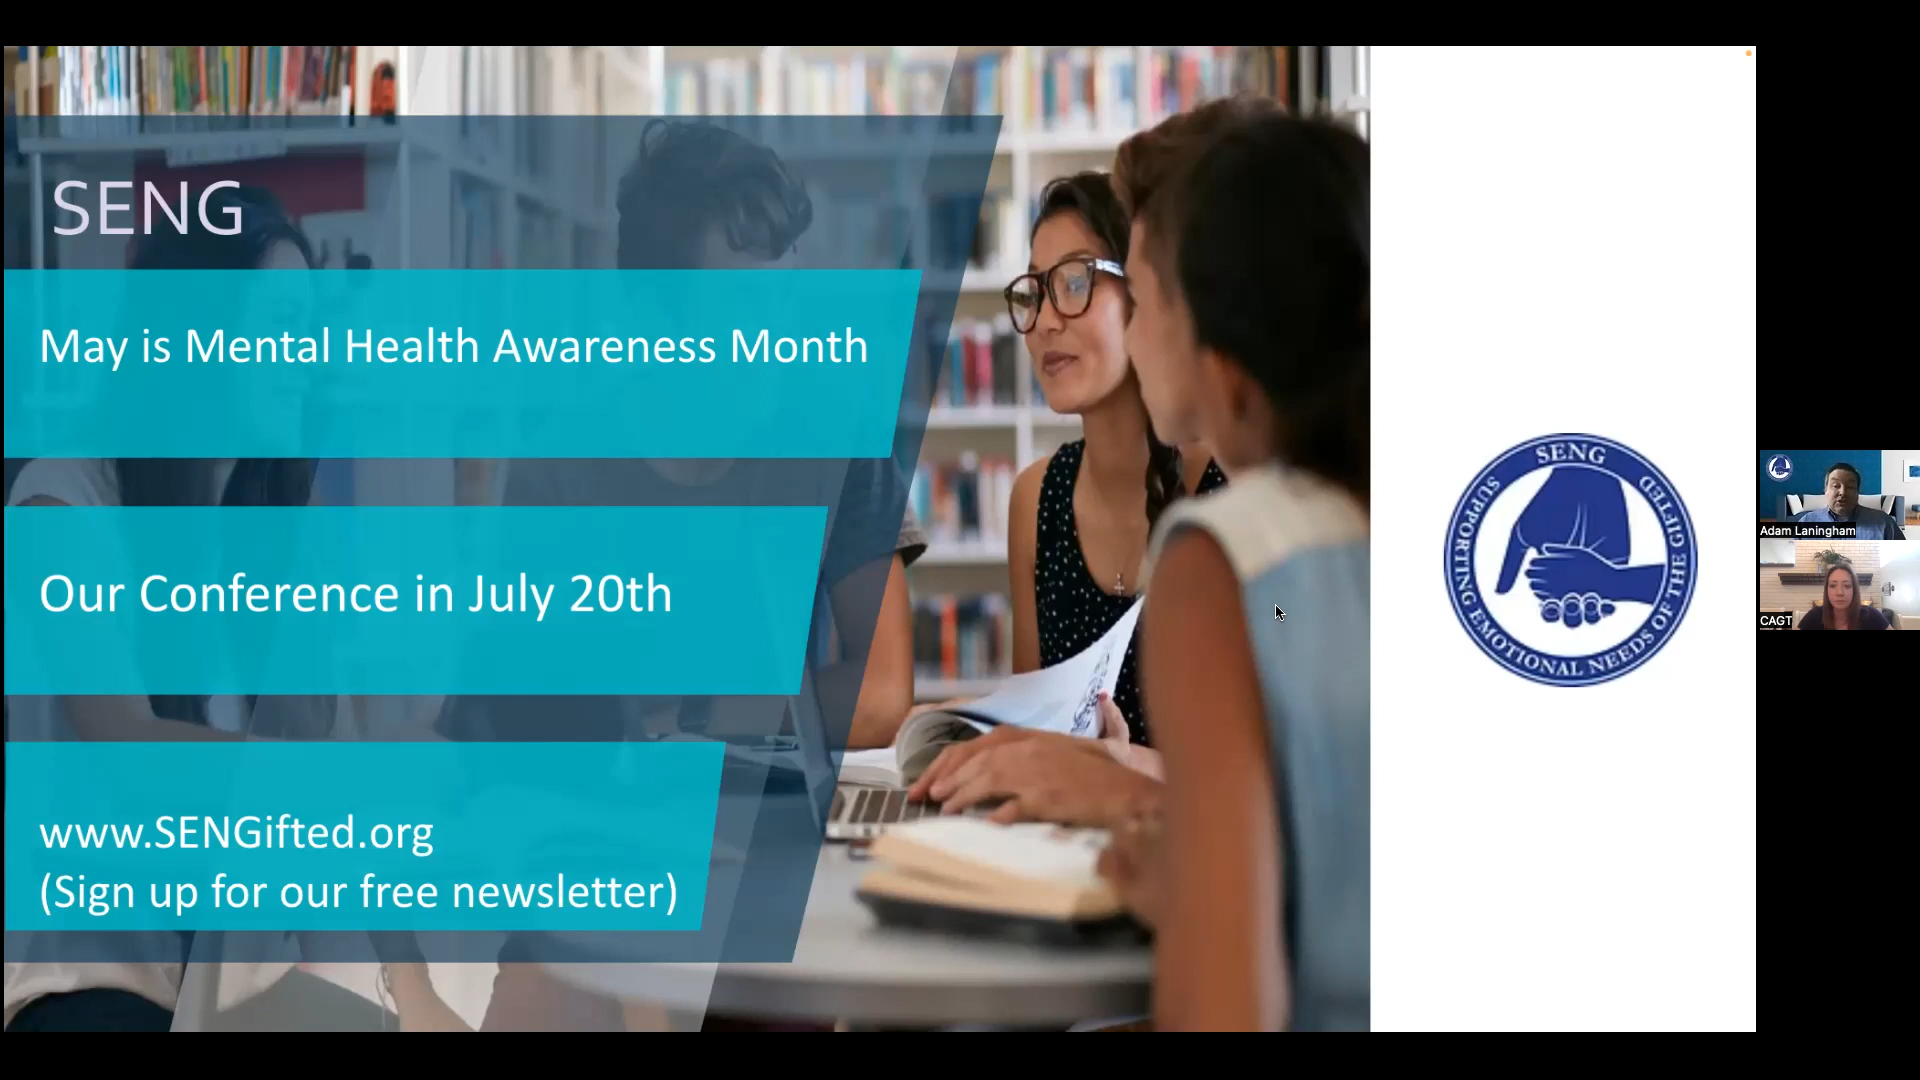 SENG
May is Mental Health Awareness Month
Our Conference in July 20th
www.SENGifted.org
(Sign up for our free newsletter)
SENG
SUPPORTING EMOTIONAL NEEDS OF THE GIFTED
Adam Laningham
CAGT